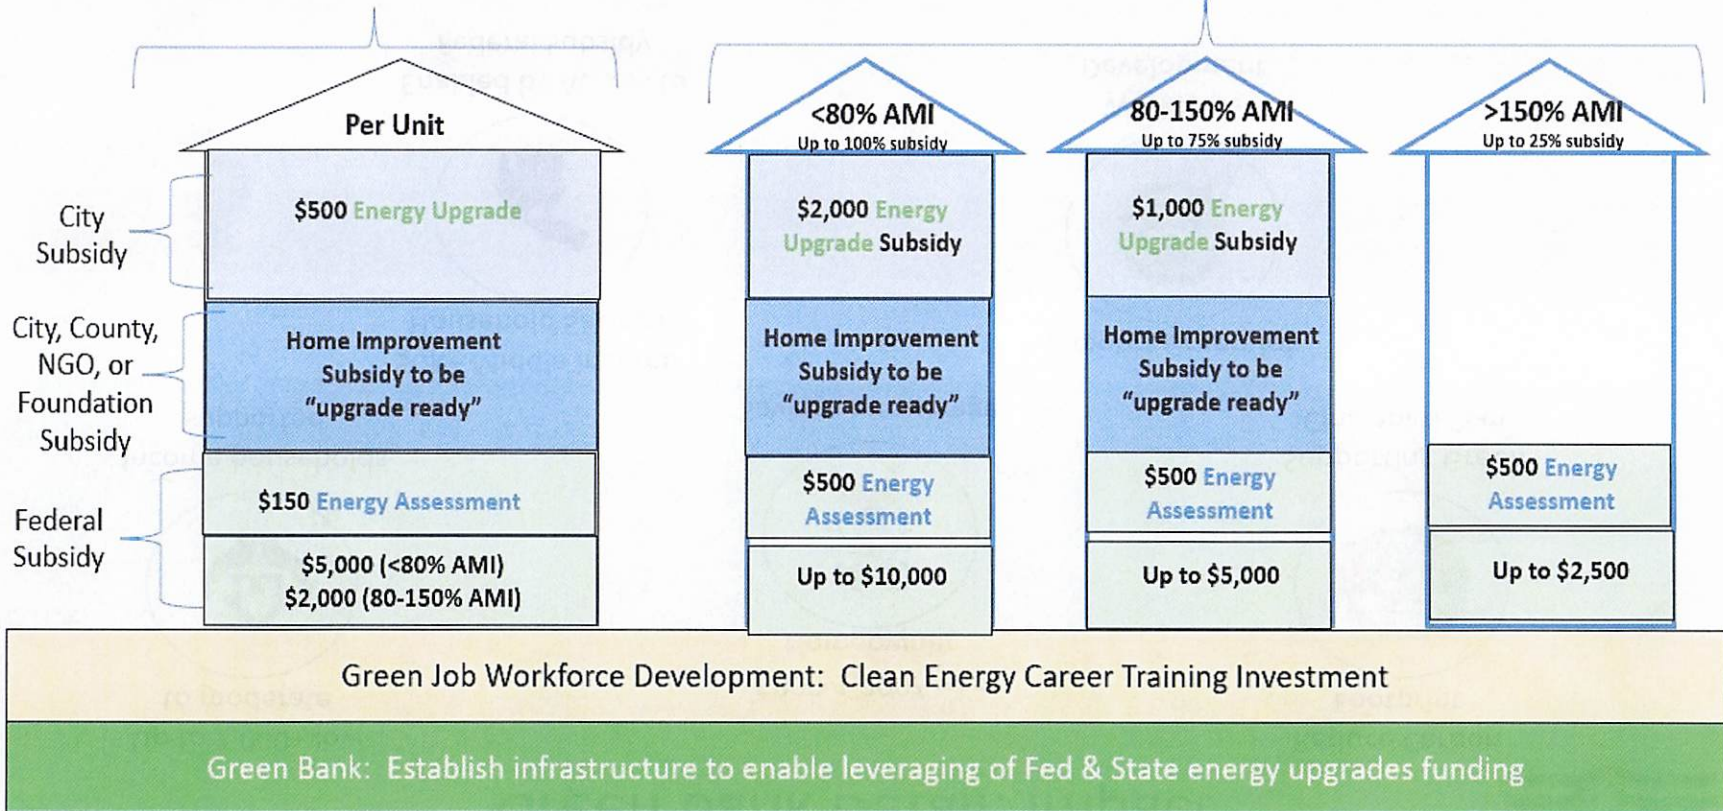 Per Unit
<80% AMI
Up to 100% subsidy
80-150% AMI
Up to 75% subsidy
>150% AMI
Up to 25% subsidy
City
Subsidy
$500 Energy Upgrade
$2,000 Energy
Upgrade Subsidy
$1,000 Energy
Upgrade Subsidy
City, County,
NGO, or
Foundation
Subsidy
Home Improvement
Subsidy to be
“upgrade ready”
Home Improvement
Subsidy to be
“upgrade ready”
Home Improvement
Subsidy to be
“upgrade ready”
Federal
Subsidy
$150 Energy Assessment
$500 Energy
Assessment
$500 Energy
Assessment
$500 Energy
Assessment
$5,000 (<80% AMI)
$2,000 (80-150% AMI)
Up to $10,000
Up to $5,000
Up to $2,500
Green Job Workforce Development: Clean Energy Career Training Investment
Green Bank: Establish infrastructure to enable leveraging of Fed & State energy upgrades funding